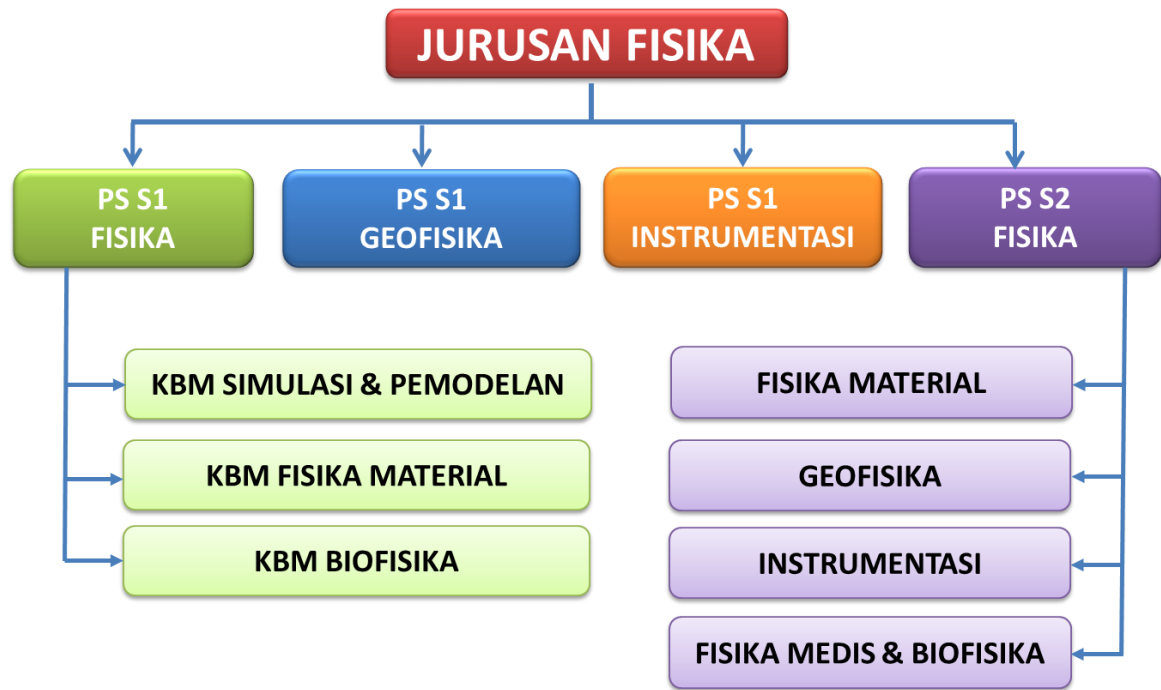 JURUSAN FISIKA
PS S1
FISIKA
PS S1
GEOFISIKA
PS S1
INSTRUMENTASI
PS S2
FISIKA
KBM SIMULASI & PEMODELAN
KBM FISIKA MATERIAL
KBM BIOFISIKA
FISIKA MATERIAL
GEOFISIKA
INSTRUMENTASI
FISIKA MEDIS & BIOFISIKA